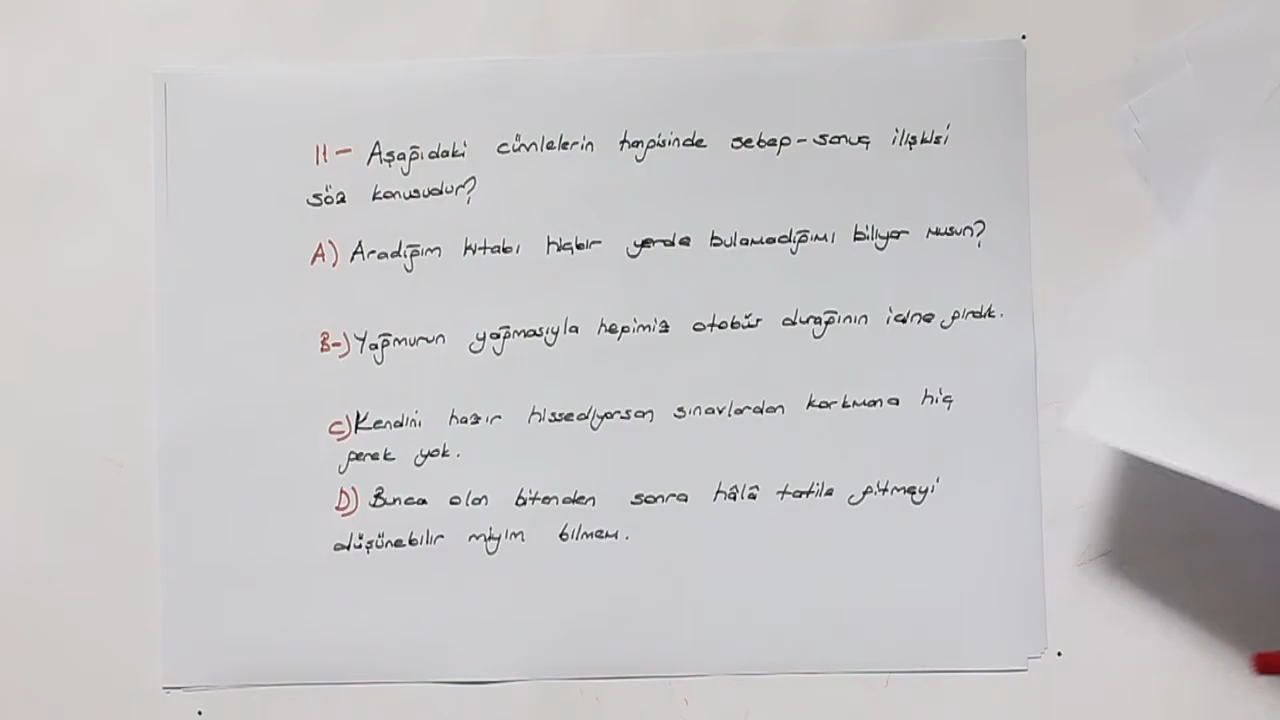 11- Aşağıdaki cümlelerin hangisinde sebep-sonuç ilişkisi
söz konusudur?
A) Aradığım kitabı hiçbir yerde bulamadığımı biliyor musun?
B-) Yağmurun yağmasıyla hepimiz otobüs durağının içine girdik.
C) Kendini hazır hissediyorsan sınavlardan korkmana hiç
gerek yok.
D) Bunca olan bitenden sonra hâlâ tatile gitmeyi
düşünebilir miyim bilmem.